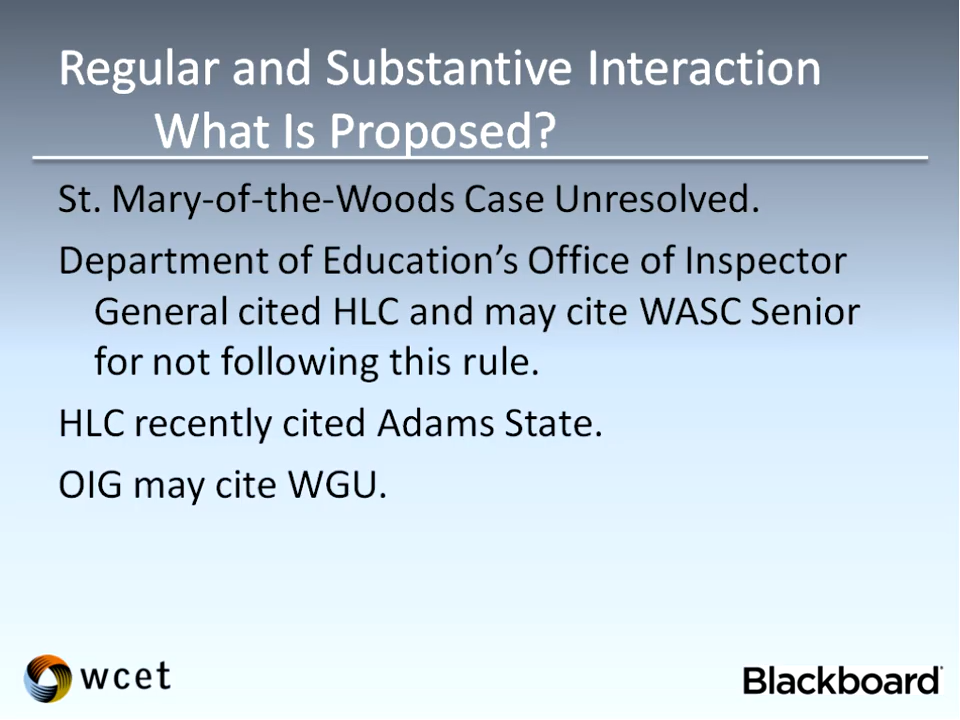 Regular and Substantive Interaction
What Is Proposed?
St. Mary-of-the-Woods Case Unresolved.
Department of Education’s Office of Inspector
General cited HLC and may cite WASC Senior
for not following this rule.
HLC recently cited Adams State.
OIG may cite WGU.
wcet
Blackboard